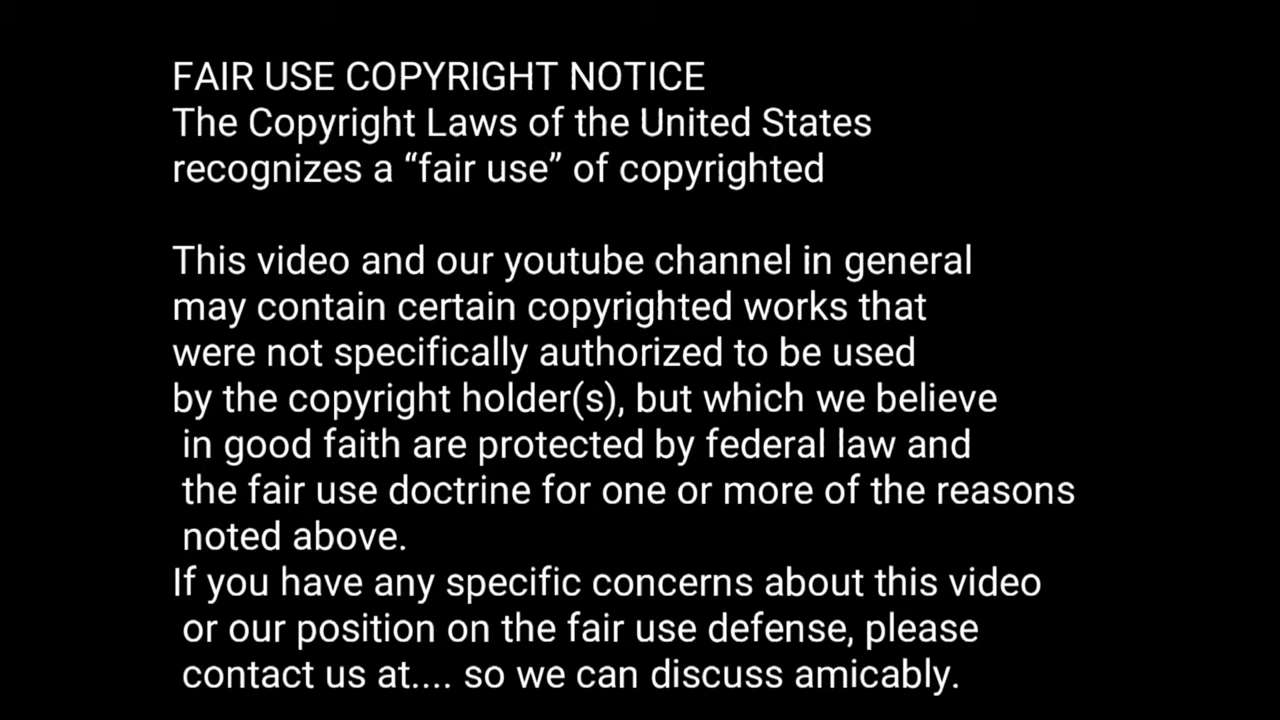 FAIR USE COPYRIGHT NOTICE
The Copyright Laws of the United States
recognizes a “fair use” of copyrighted
This video and our youtube channel in general
may contain certain copyrighted works that
were not specifically authorized to be used
by the copyright holder(s), but which we believe
in good faith are protected by federal law and
the fair use doctrine for one or more of the reasons
noted above.
If you have any specific concerns about this video
or our position on the fair use defense, please
contact us at.... so we can discuss amicably.